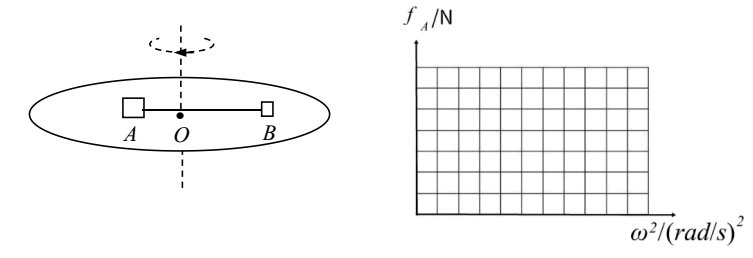 f_A/N
A O B
ω²/(rad/s)²